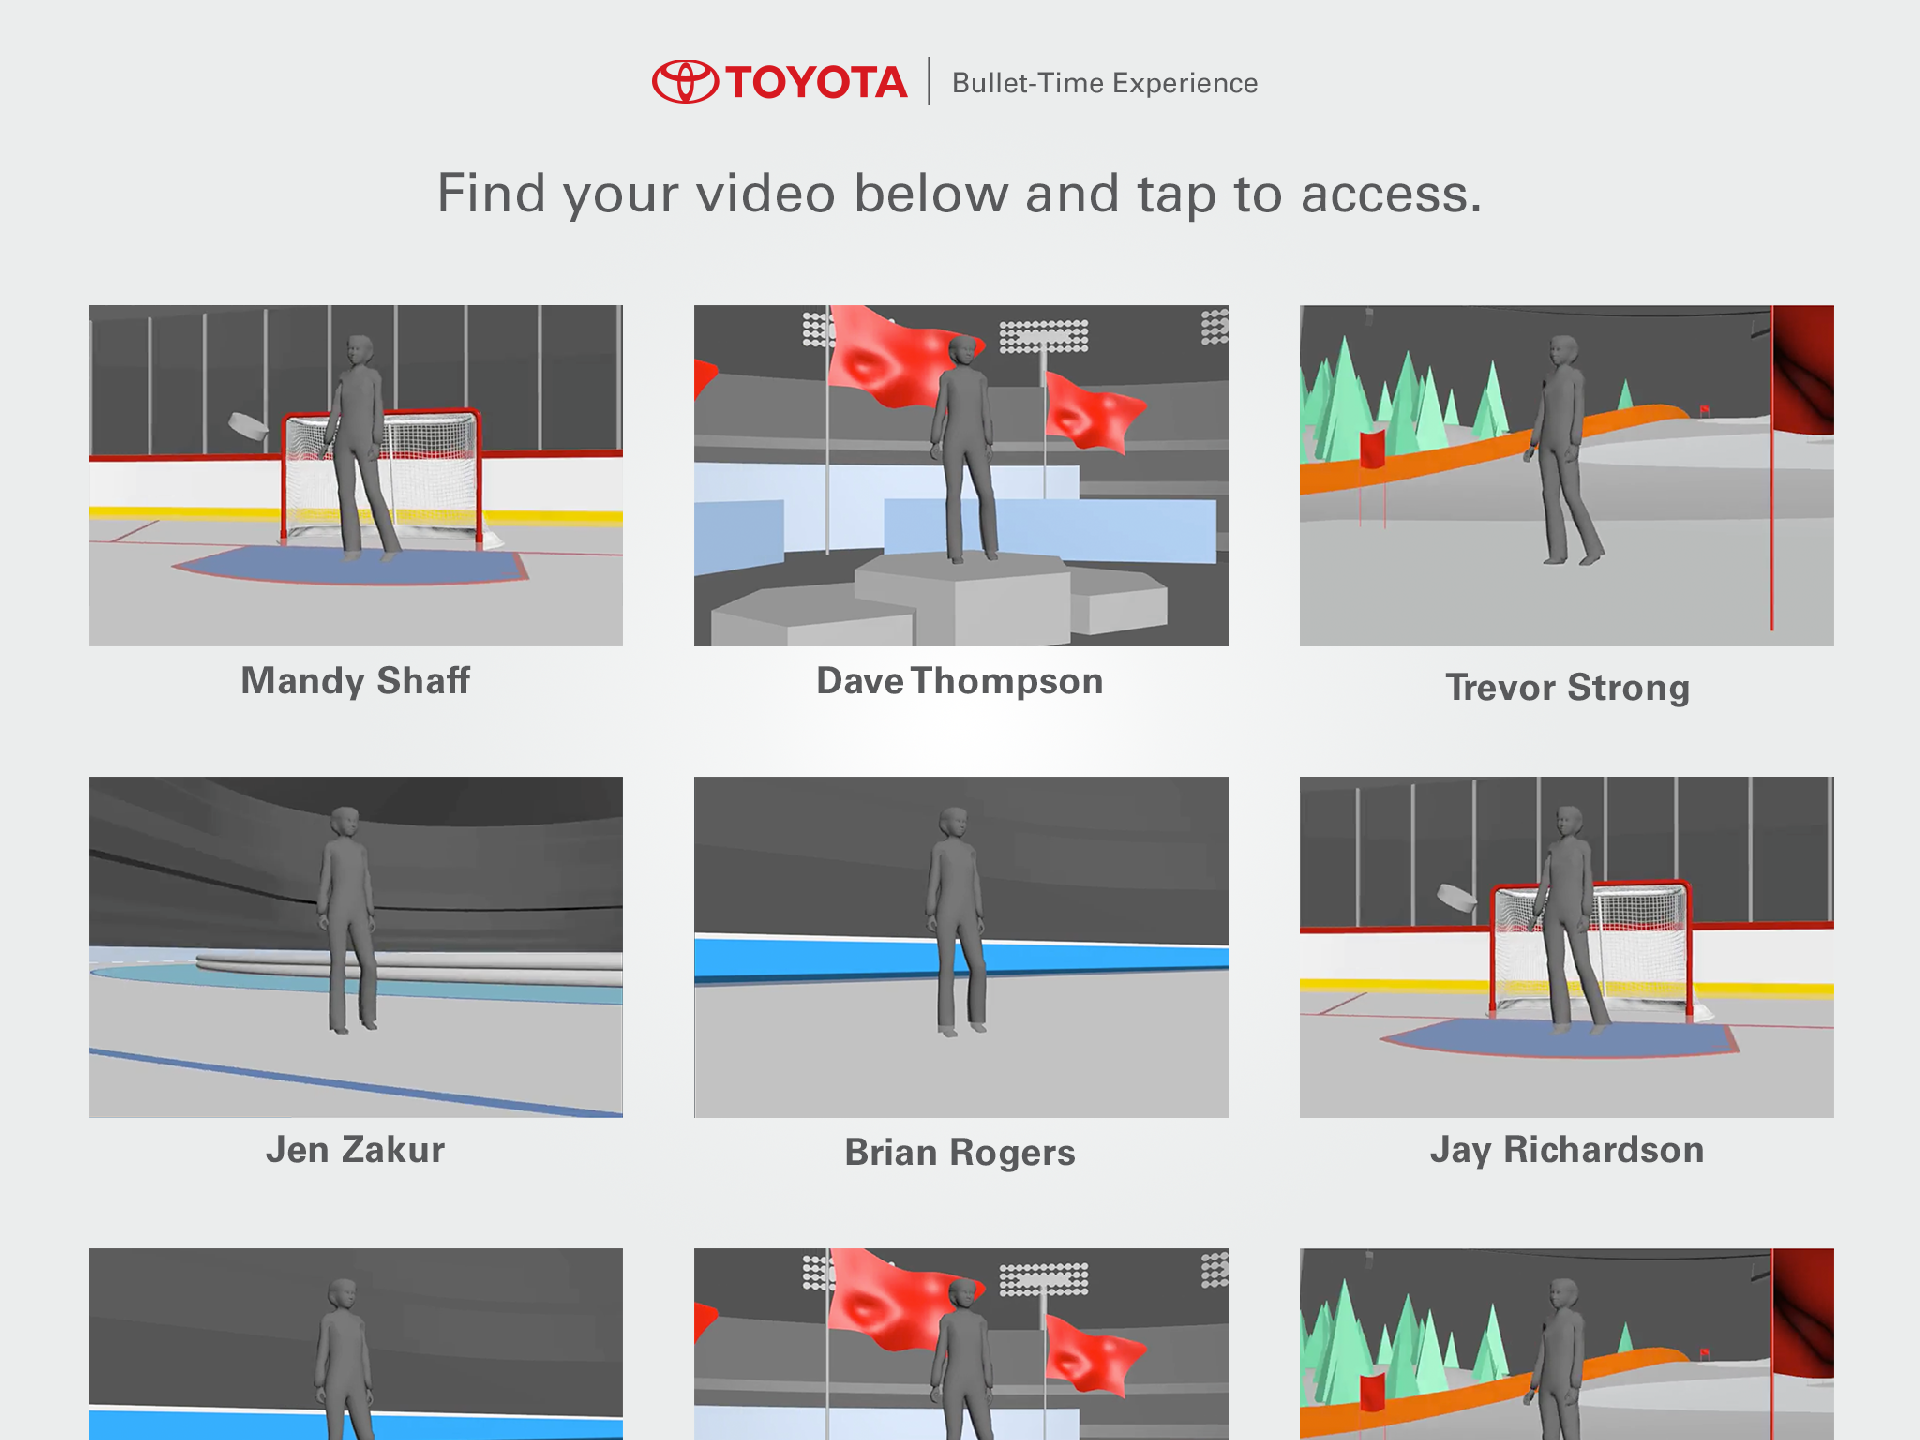 TOYOTA | Bullet-Time Experience
Find your video below and tap to access.
Mandy Shaff
Dave Thompson
Trevor Strong
Jen Zakur
Brian Rogers
Jay Richardson